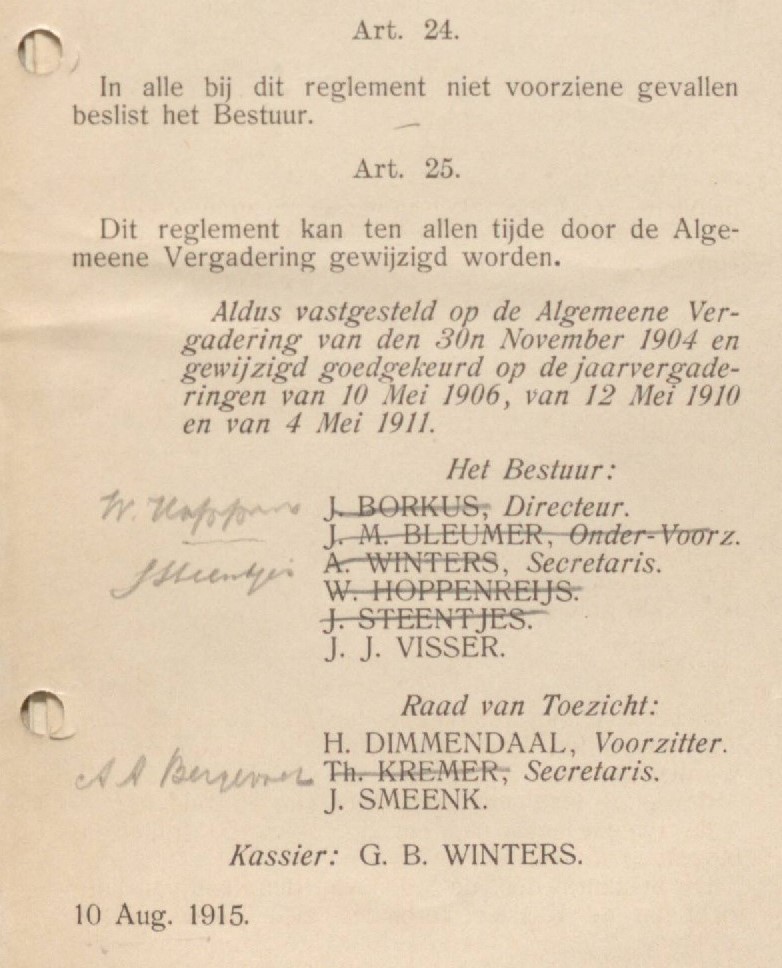 Art. 24.
In alle bij dit reglement niet voorziene gevallen
beslist het Bestuur.
Art. 25.
Dit reglement kan ten allen tijde door de Alge-
meene Vergadering gewijzigd worden.
Aldus vastgesteld op de Algemeene Ver-
gadering van den 30n November 1904 en
gewijzigd goedgekeurd op de jaarvergade-
ringen van 10 Mei 1906, van 12 Mei 1910
en van 4 Mei 1911.
Het Bestuur:
W. J. BORKUS, Directeur.
J. M. BLEUMER, Onder-Voorz.
J Steentjes A. WINTERS, Secretaris.
W. HOPPENREIJS.
J. STEENTJES.
J. J. VISSER.
Raad van Toezicht:
H. DIMMENDAAL, Voorzitter.
A A Th. KREMER, Secretaris.
J. SMEENK.
Kassier: G. B. WINTERS.
10 Aug. 1915.